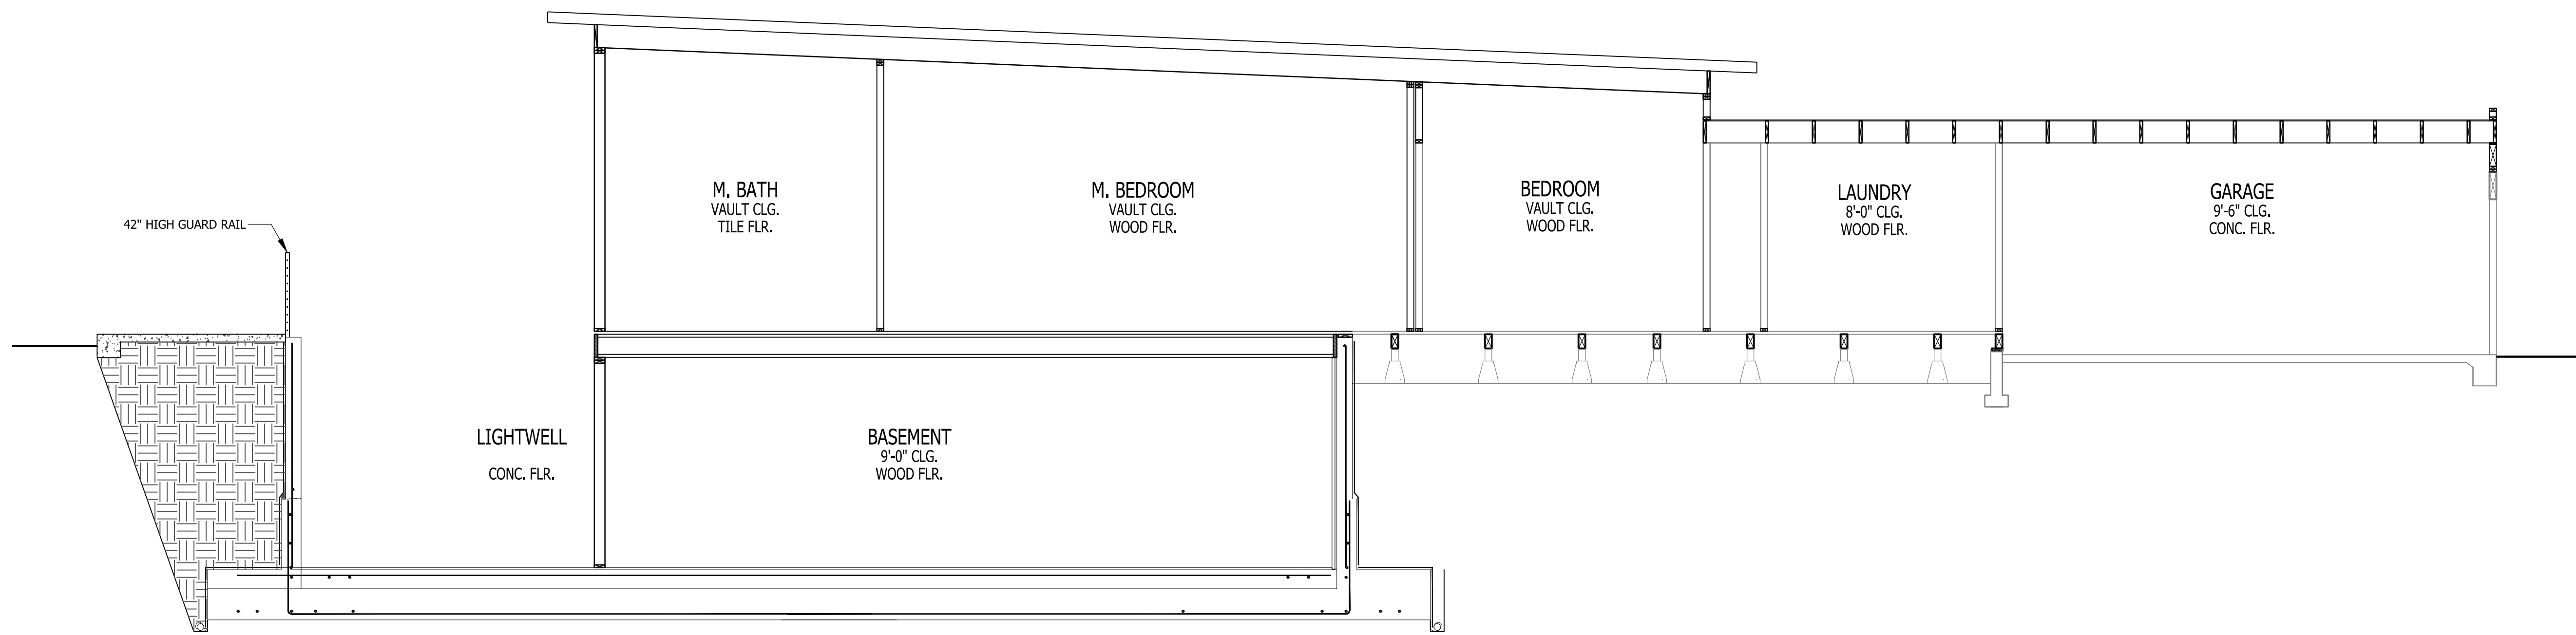 M. BATH
VAULT CLG.
TILE FLR.
M. BEDROOM
VAULT CLG.
WOOD FLR.
BEDROOM
VAULT CLG.
WOOD FLR.
LAUNDRY
8'-0" CLG.
WOOD FLR.
GARAGE
9'-6" CLG.
CONC. FLR.
42" HIGH GUARD RAIL
LIGHTWELL
CONC. FLR.
BASEMENT
9'-0" CLG.
WOOD FLR.